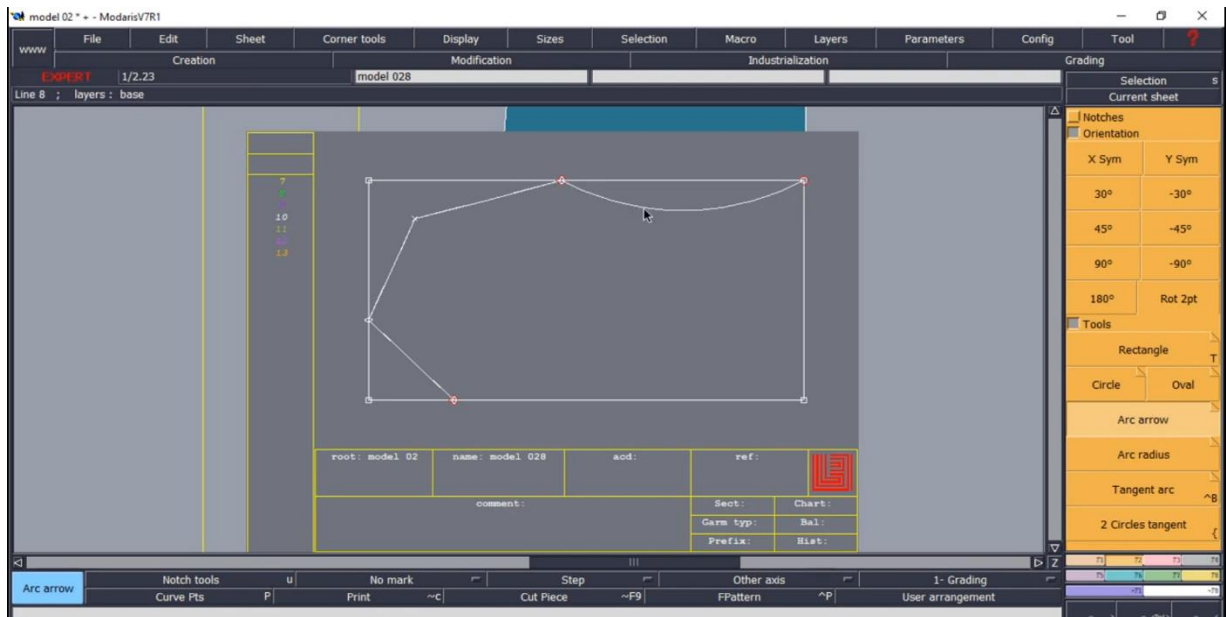 model 02 * + - ModarisV7R1
www
File Edit Sheet Corner tools Display Sizes Selection Macro Layers Parameters Config Tool ?
Creation Modification Industrialization Grading
EXPERT 1/2.23 model 028 Selection s
Line 8 ; layers : base Current sheet
Notches
Orientation
X Sym Y Sym
7
30° -30°
10
11
45° -45°
13
90° -90°
180° Rot 2pt
Tools
Rectangle T
Circle Oval
Arc arrow
root: model 02 name: model 028 acd: ref:
Arc radius
Tangent arc ^B
comment: Sect: Chart:
Garm typ: Bal:
2 Circles tangent {
Prefix: Hist:
Z
Arc arrow
Notch tools u No mark Step Other axis 1- Grading
Curve Pts P Print ~c Cut Piece ~F9 FPattern ^P User arrangement